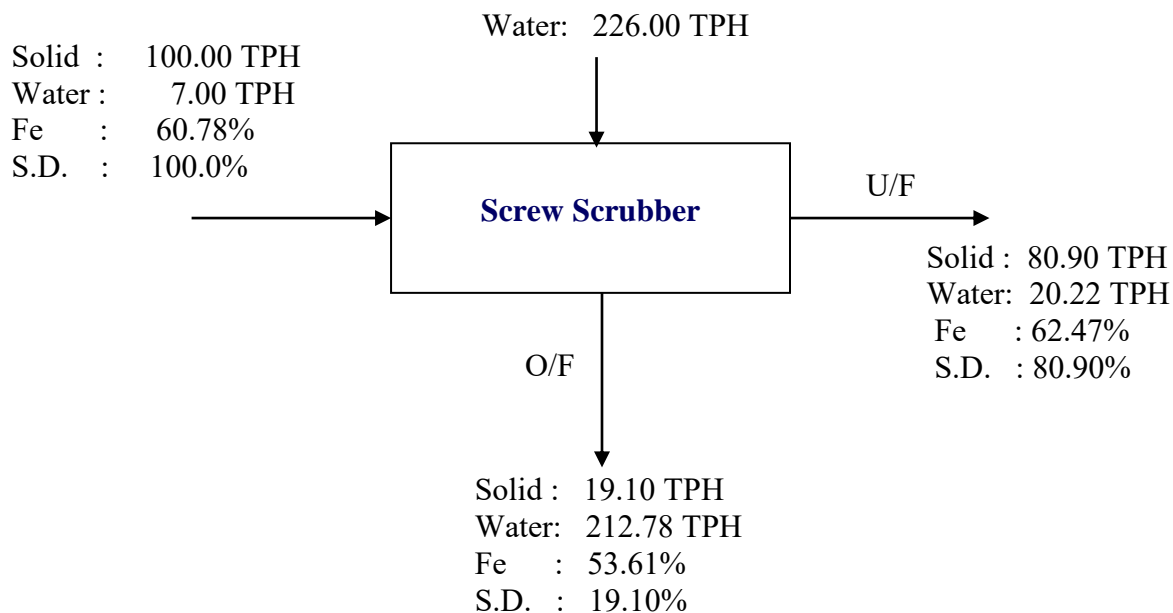 Water: 226.00 TPH
Solid : 100.00 TPH
Water : 7.00 TPH
Fe : 60.78%
S.D. : 100.0%
Screw Scrubber
U/F
Solid : 80.90 TPH
Water: 20.22 TPH
Fe : 62.47%
S.D. : 80.90%
O/F
Solid : 19.10 TPH
Water: 212.78 TPH
Fe : 53.61%
S.D. : 19.10%